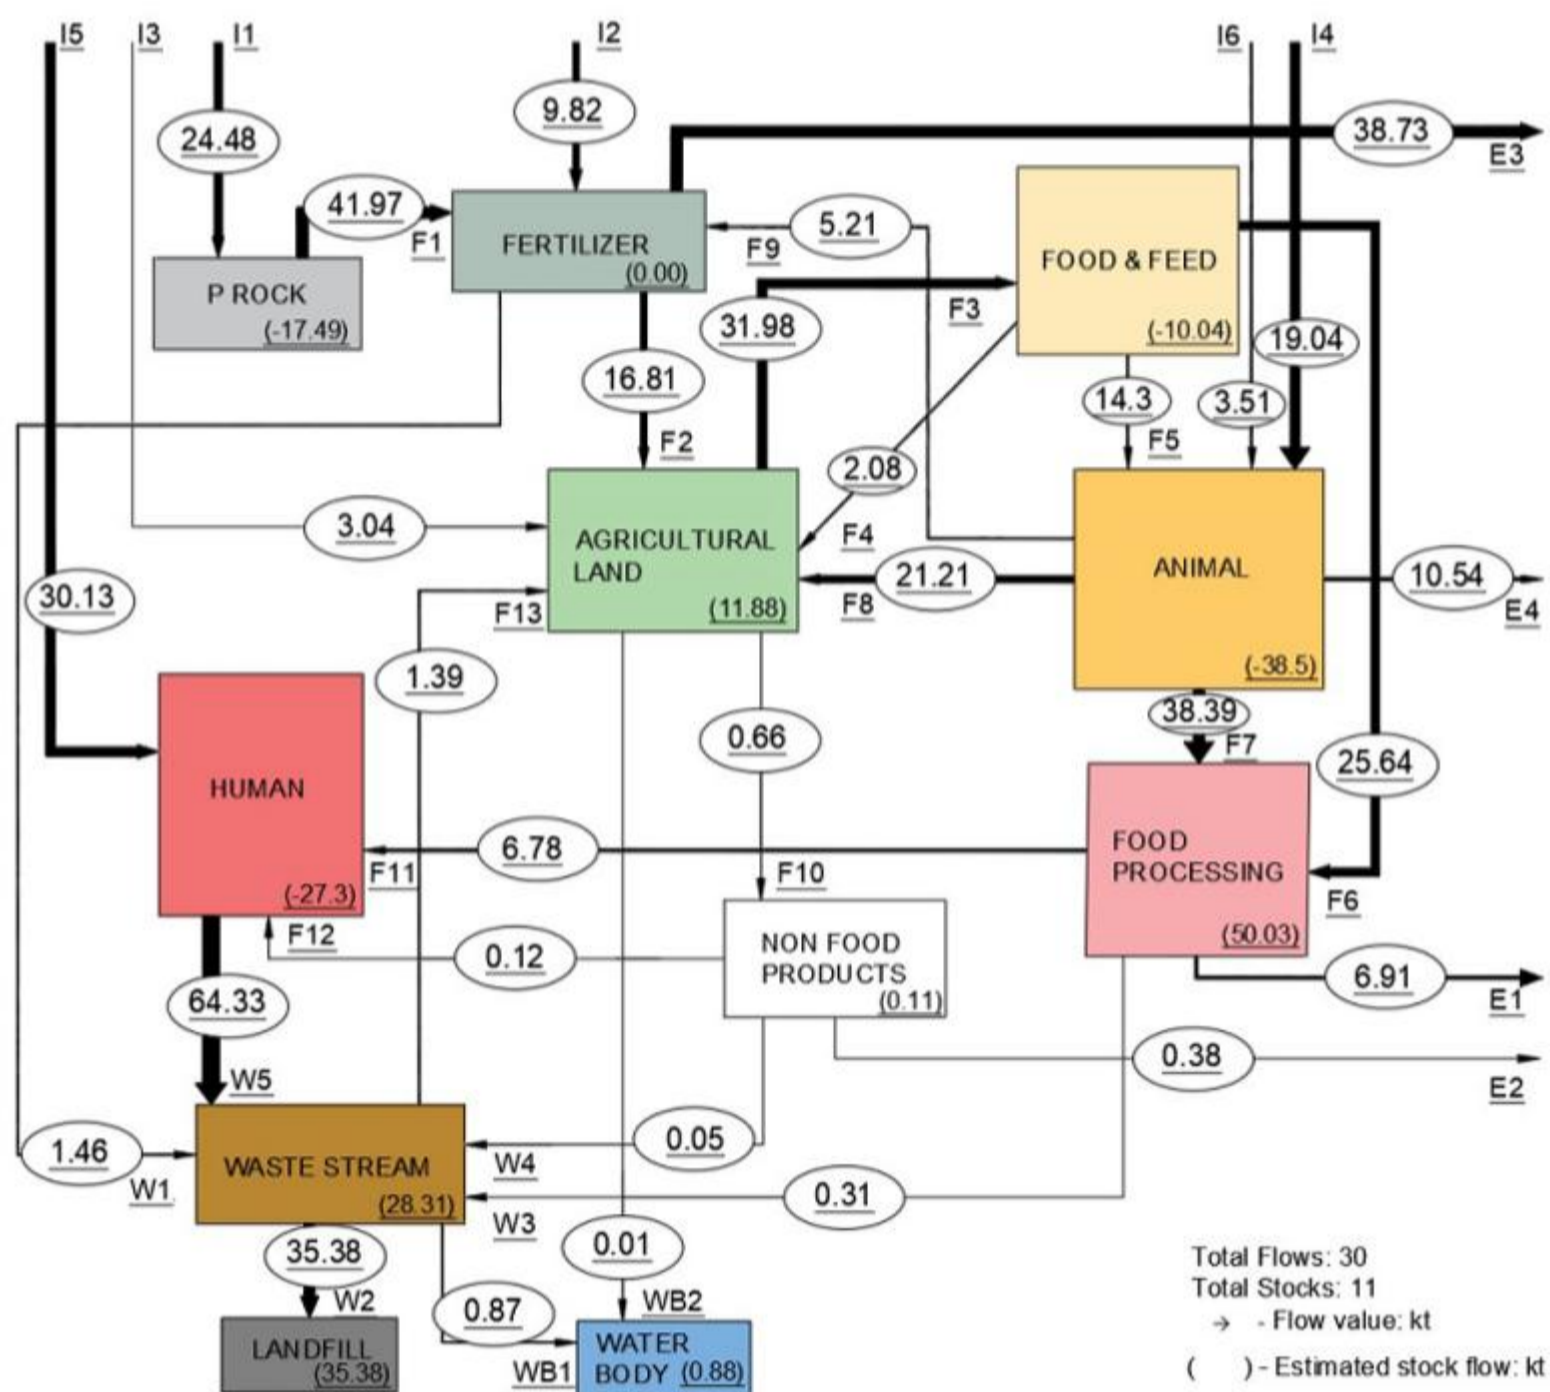 I5
I3
I1
I2
I6
I4
24.48
9.82
38.73
E3
41.97
F1
5.21
F9
FERTILIZER
(0.00)
FOOD & FEED
(-10.04)
P ROCK
(-17.49)
31.98
F3
19.04
16.81
F2
14.3
3.51
F5
2.08
3.04
F4
AGRICULTURAL
LAND
(11.88)
21.21
F8
ANIMAL
(-38.5)
10.54
E4
30.13
F13
1.39
38.39
F7
0.66
25.64
HUMAN
(-27.3)
6.78
F11
F10
FOOD
PROCESSING
(50.03)
F6
F12
0.12
NON FOOD
PRODUCTS
(0.11)
6.91
E1
64.33
W5
0.38
E2
1.46
W1
WASTE STREAM
(28.31)
0.05
W4
0.31
W3
35.38
W2
0.87
WB1
0.01
WB2
LANDFILL
(35.38)
WATER
BODY (0.88)
Total Flows: 30
Total Stocks: 11
→ - Flow value: kt
( ) - Estimated stock flow: kt